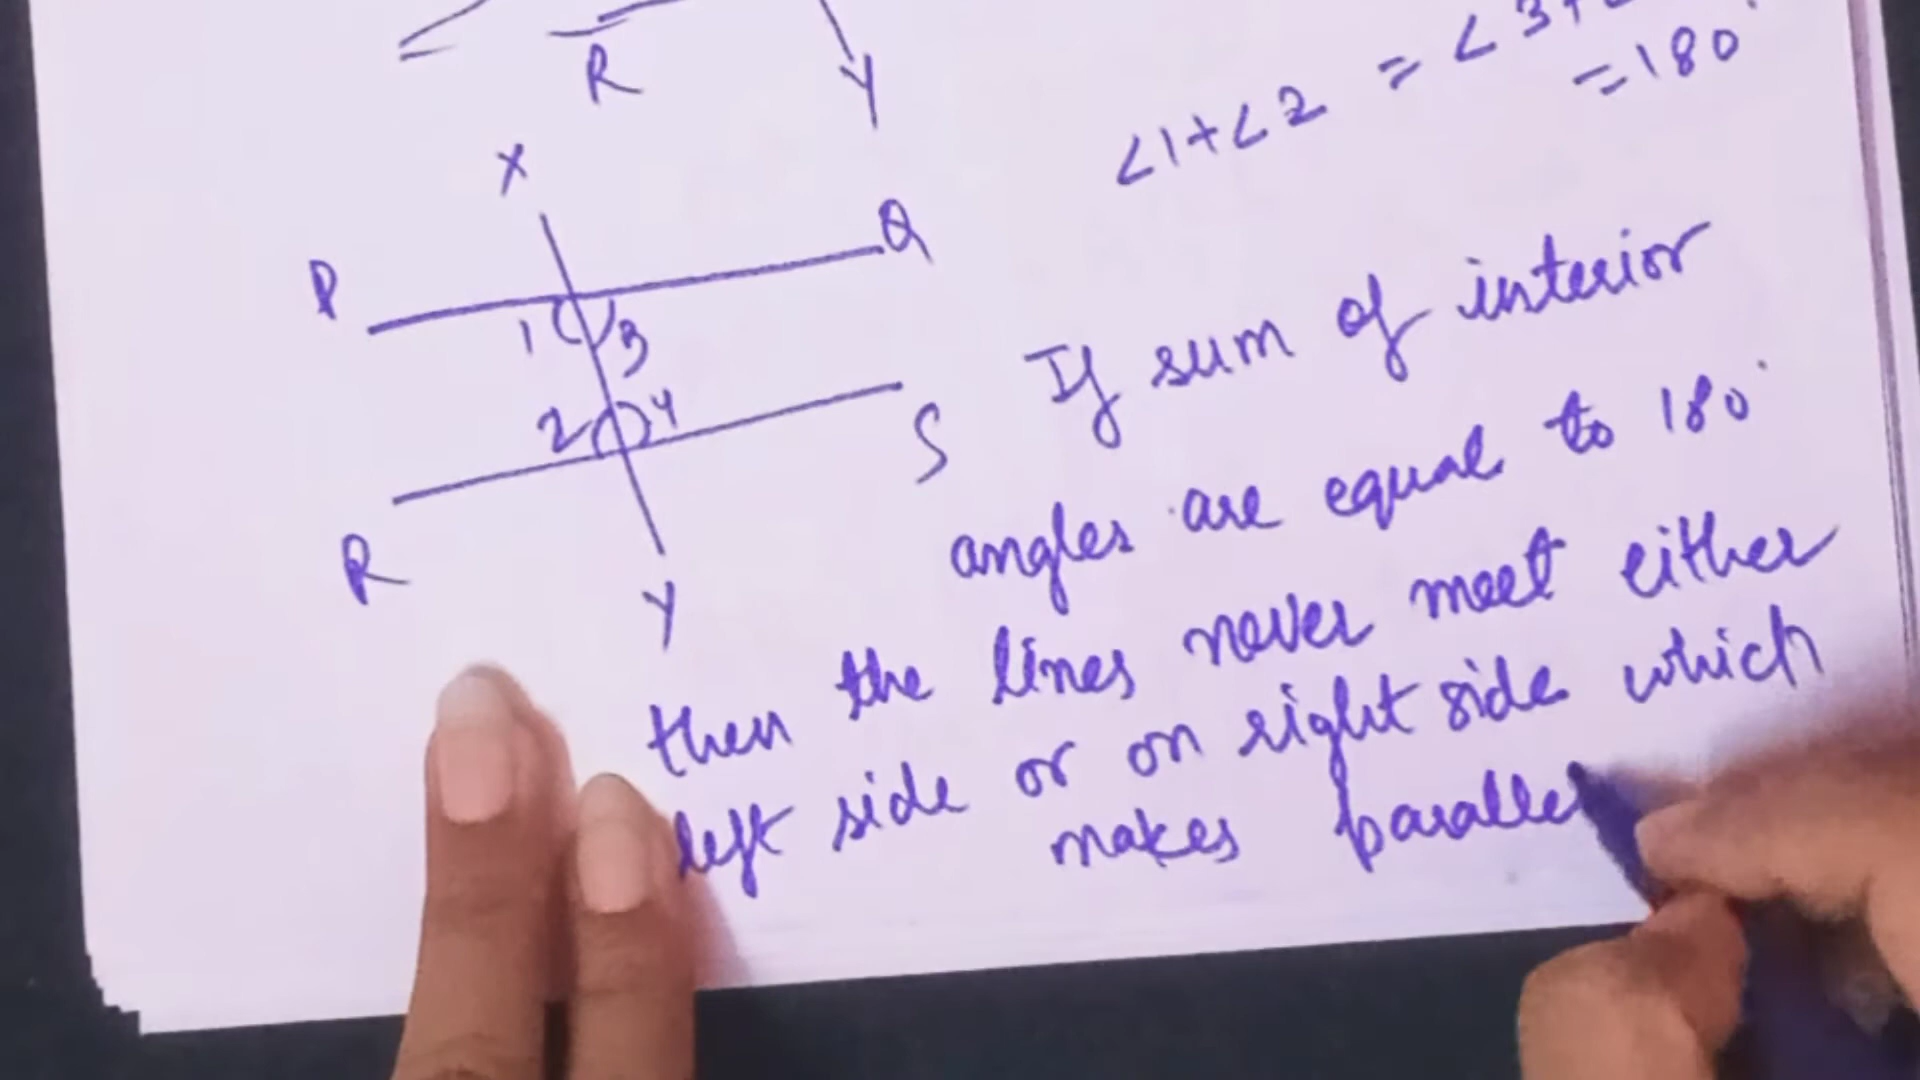 R
Y
∠1+∠2 = ∠3+
=180°
X
P
Q
1
3
2
4
R
S
Y
If sum of interior
angles are equal to 180°
then the lines never meet either
left side or on right side which
makes paralle